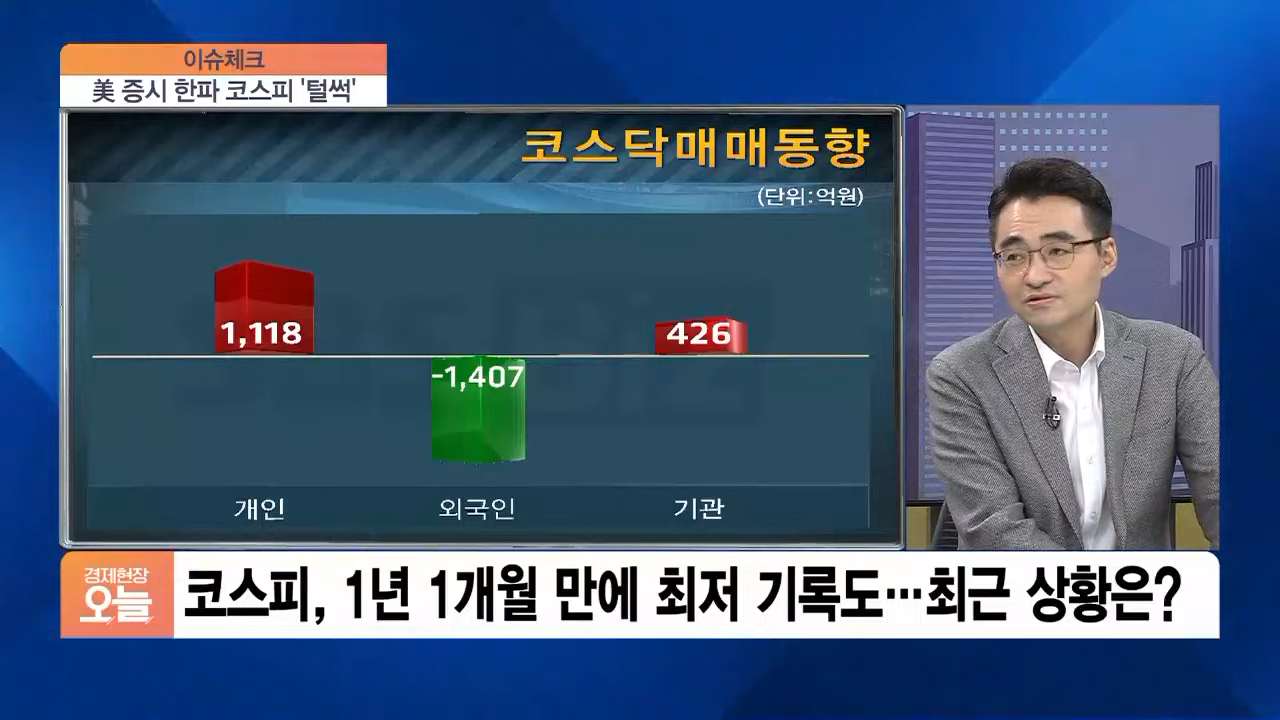 이슈체크
美 증시 한파 코스피 '털썩'
코스닥매매동향
(단위:억원)
1,118
-1,407
426
개인
외국인
기관
경제현장
오늘
코스피, 1년 1개월 만에 최저 기록도…최근 상황은?